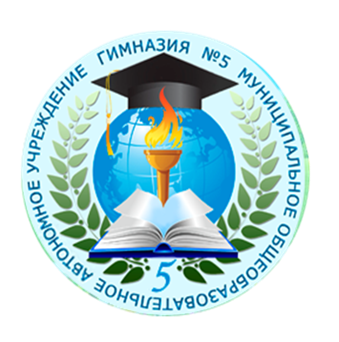 МУНИЦИПАЛЬНОЕ ОБЩЕОБРАЗОВАТЕЛЬНОЕ АВТОНОМНОЕ УЧРЕЖДЕНИЕ ГИМНАЗИЯ №5
5